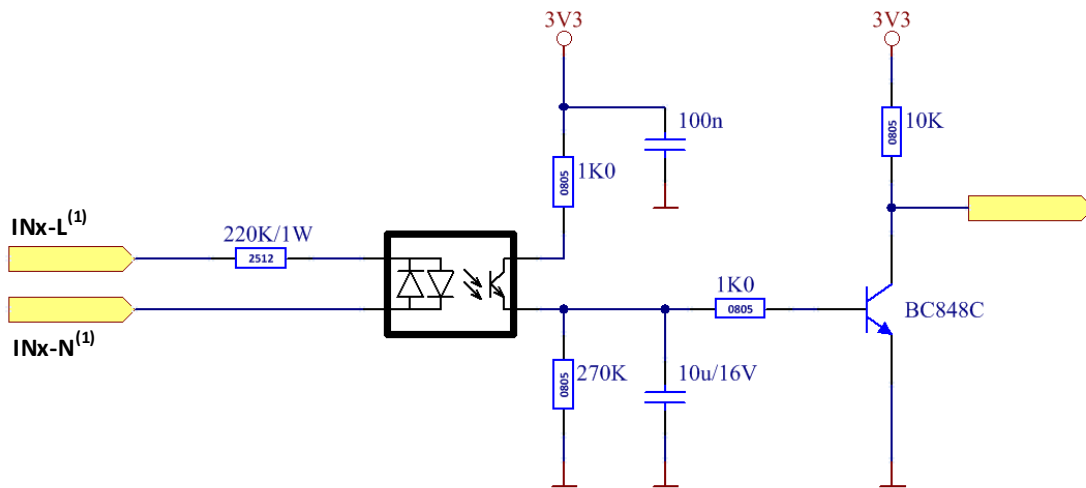 3V3
3V3
100n
10K
0805
1K0
0805
INx-L(1)
220K/1W
2512
1K0
0805
BC848C
INx-N(1)
270K
0805
10u/16V